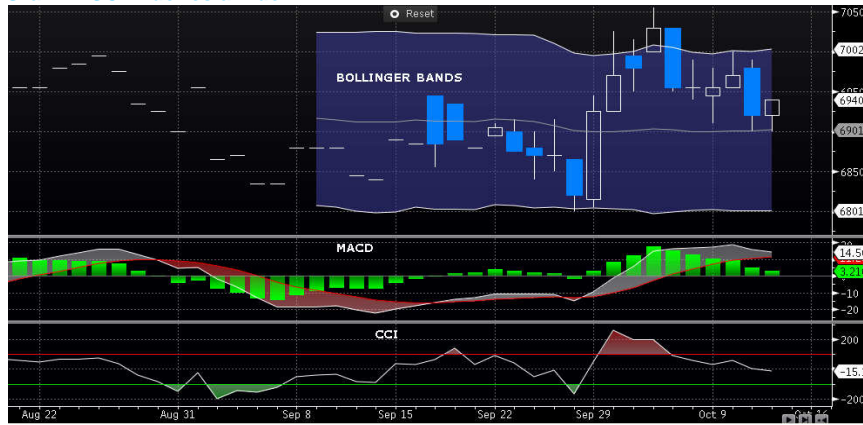 Reset
7050
7002
BOLLINGER BANDS
6940
6901
6850
6801
MACD
14.50
3.210
-10
-20
CCI
200
-15.
-200
Aug 22
Aug 31
Sep 8
Sep 15
Sep 22
Sep 29
Oct 9